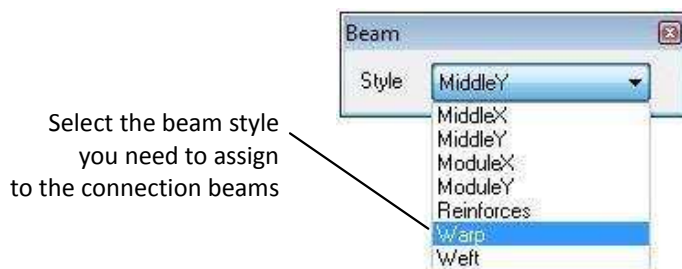 Beam
Style MiddleY
Select the beam style
you need to assign
to the connection beams
MiddleX
MiddleY
ModuleX
ModuleY
Reinforces
Warp
Weft